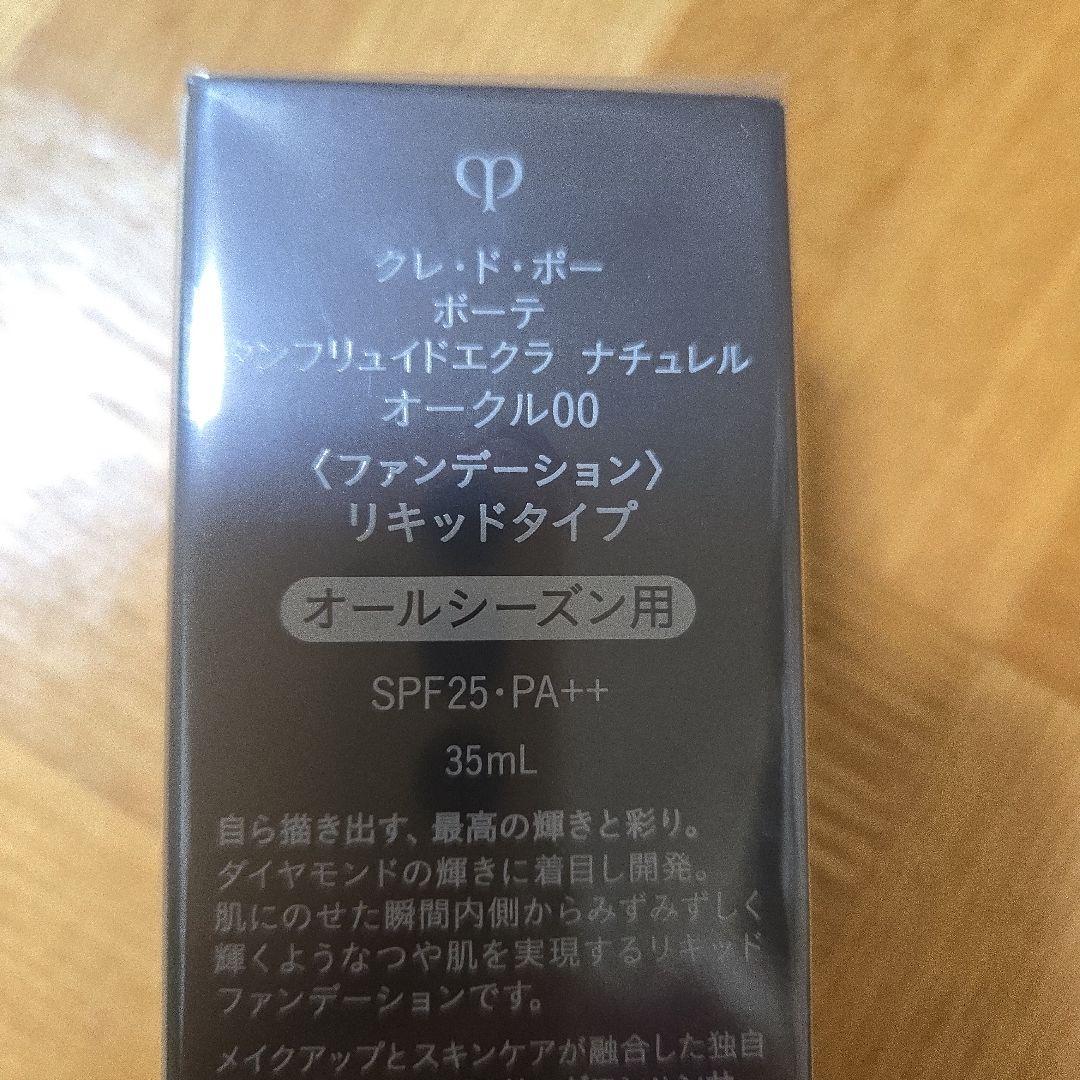 クレ・ド・ポー
ボーテ
タンフリュイドエクラ ナチュレル
オークル00
〈ファンデーション〉
リキッドタイプ
オールシーズン用
SPF25・PA++
35mL
自ら描き出す、最高の輝きと彩り。
ダイヤモンドの輝きに着目し開発。
肌にのせた瞬間内側からみずみずしく
輝くようなつや肌を実現するリキッド
ファンデーションです。
メイクアップとスキンケアが融合した独自